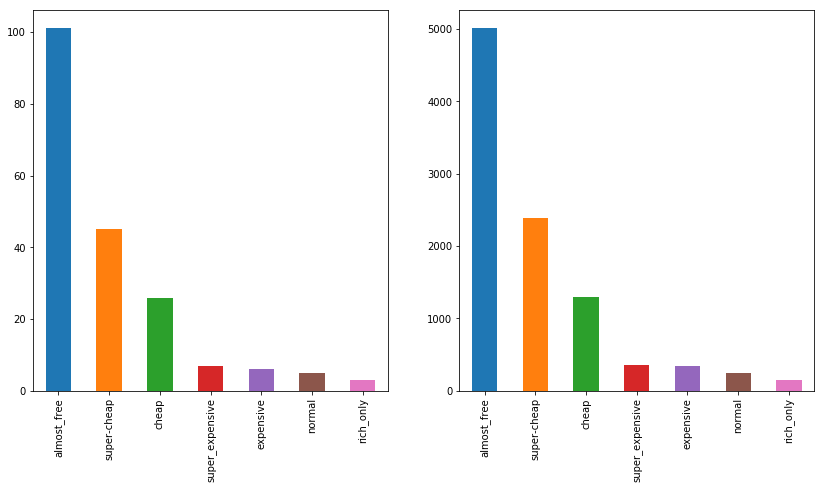 100
80
60
40
20
0
almost_free
super-cheap
cheap
super_expensive
expensive
normal
rich_only
5000
4000
3000
2000
1000
0
almost_free
super-cheap
cheap
super_expensive
expensive
normal
rich_only